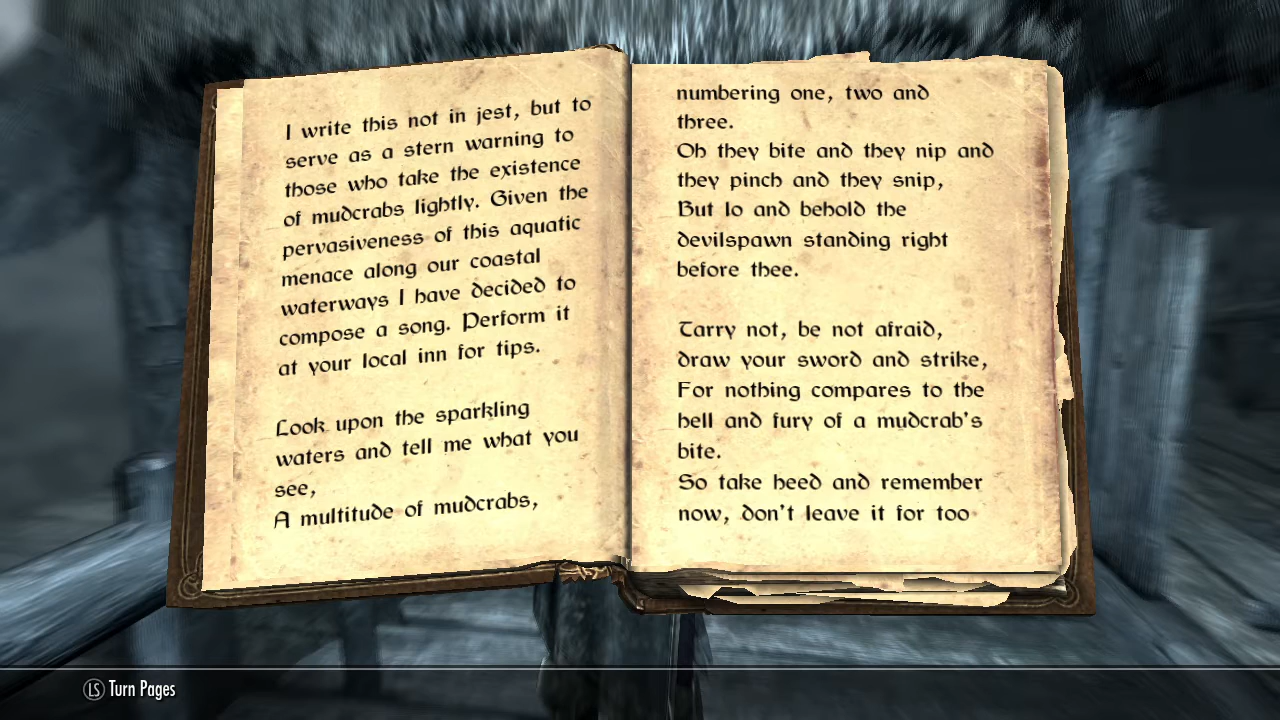 I write this not in jest, but to
serve as a stern warning to
those who take the existence
of mudcrabs lightly. Given the
pervasiveness of this aquatic
menace along our coastal
waterways I have decided to
compose a song. Perform it
at your local inn for tips.
Look upon the sparkling
waters and tell me what you
see,
A multitude of mudcrabs,
numbering one, two and
three.
Oh they bite and they nip and
they pinch and they snip,
But lo and behold the
devilspawn standing right
before thee.
Tarry not, be not afraid,
draw your sword and strike,
For nothing compares to the
hell and fury of a mudcrab's
bite.
So take heed and remember
now, don't leave it for too
LS Turn Pages